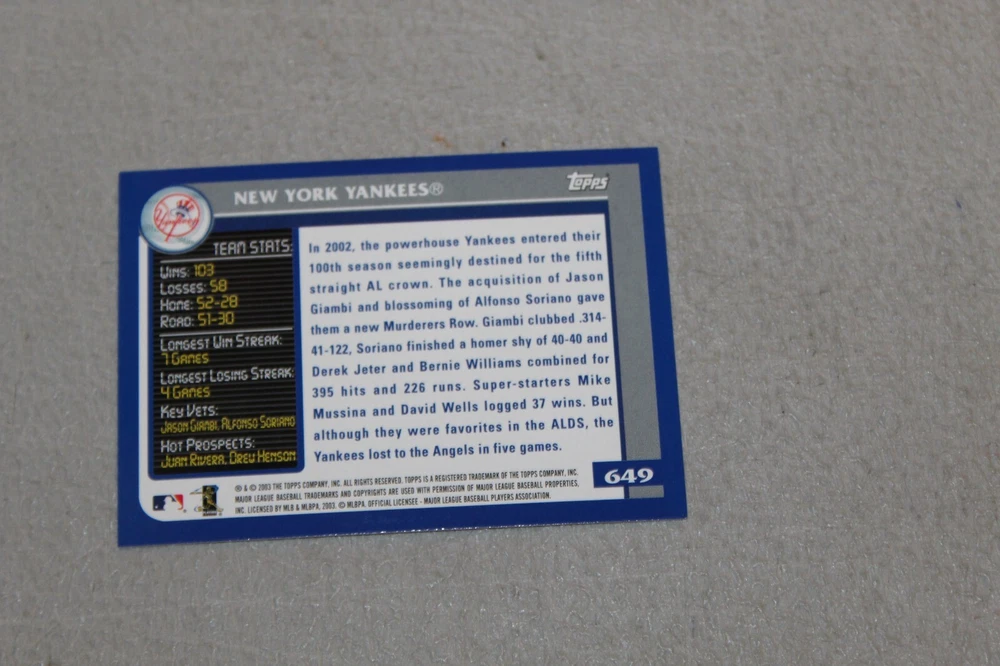 NEW YORK YANKEES®
Topps
Yankees
TEAM STATS:
WINS: 103
LOSSES: 58
HOME: 52-28
ROAD: 51-30
LONGEST WIN STREAK:
7 GAMES
LONGEST LOSING STREAK:
4 GAMES
KEY VETS:
JASON GIAMBI, ALFONSO SORIANO
HOT PROSPECTS:
JUAN RIVERA, DREW HENSON
In 2002, the powerhouse Yankees entered their
100th season seemingly destined for the fifth
straight AL crown. The acquisition of Jason
Giambi and blossoming of Alfonso Soriano gave
them a new Murderers Row. Giambi clubbed .314-
41-122, Soriano finished a homer shy of 40-40 and
Derek Jeter and Bernie Williams combined for
395 hits and 226 runs. Super-starters Mike
Mussina and David Wells logged 37 wins. But
although they were favorites in the ALDS, the
Yankees lost to the Angels in five games.
649
® & © 2003 THE TOPPS COMPANY, INC. ALL RIGHTS RESERVED. TOPPS IS A REGISTERED TRADEMARK OF THE TOPPS COMPANY, INC.
MAJOR LEAGUE BASEBALL TRADEMARKS AND COPYRIGHTS ARE USED WITH PERMISSION OF MAJOR LEAGUE BASEBALL PROPERTIES,
INC. LICENSED BY MLB & MLBPA, 2003. © MLBPA. OFFICIAL LICENSEE - MAJOR LEAGUE BASEBALL PLAYERS ASSOCIATION.